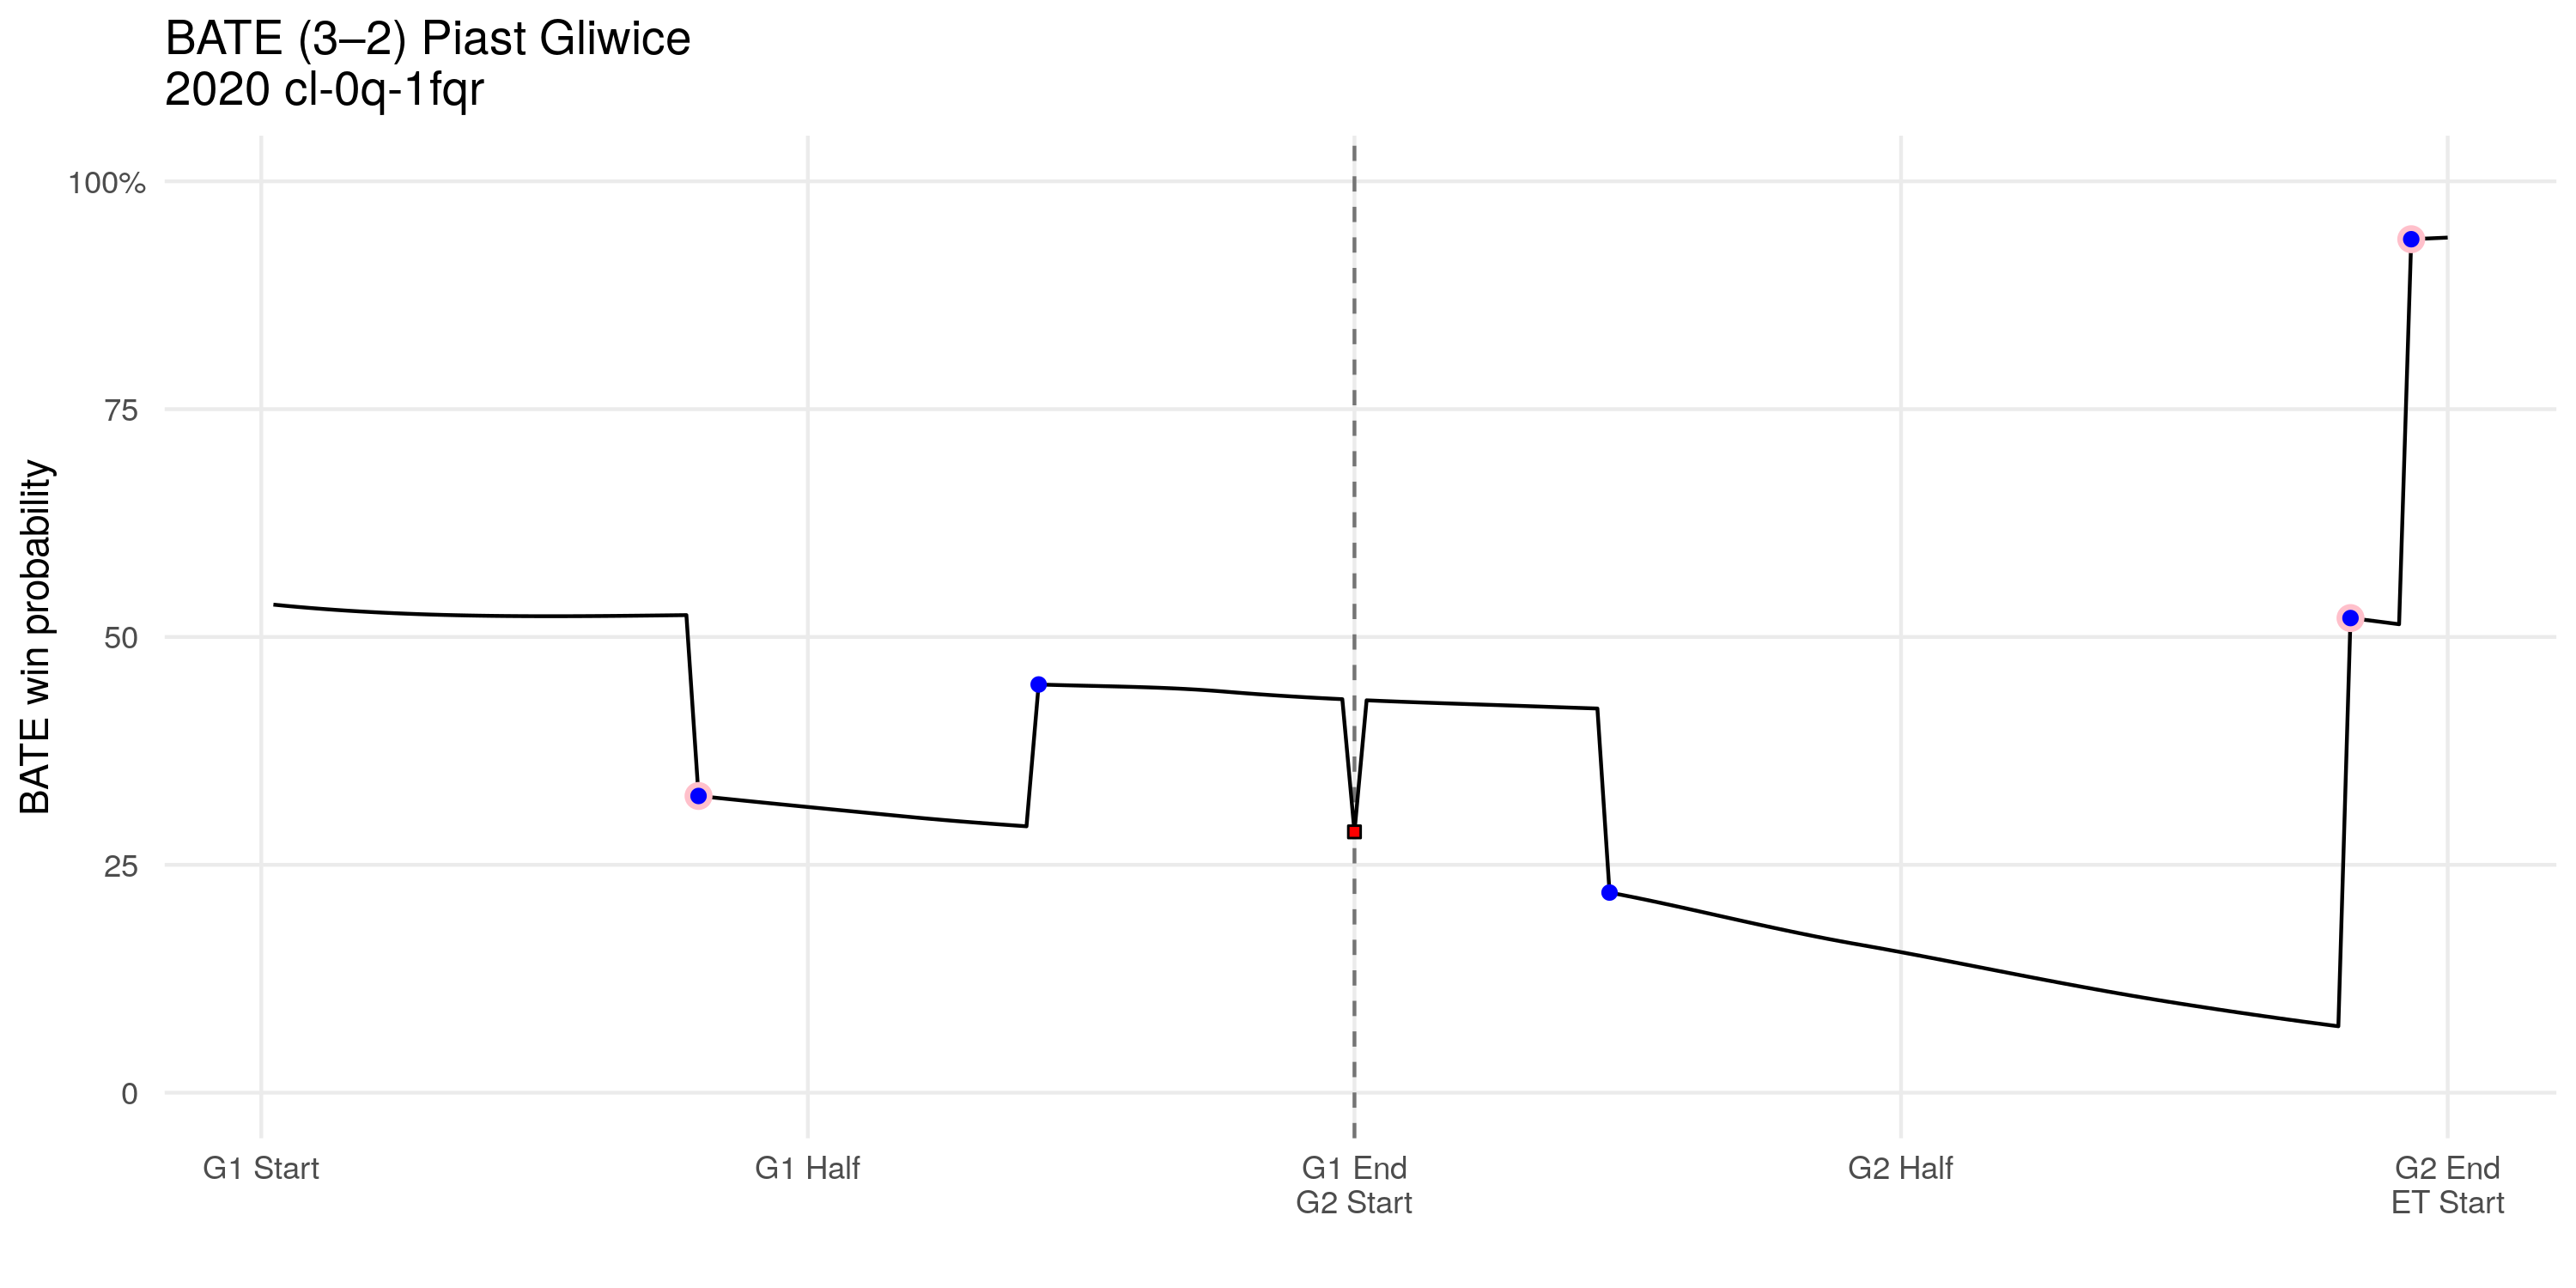 BATE (3–2) Piast Gliwice
2020 cl-0q-1fqr
BATE win probability
100%
75
50
25
0
G1 Start
G1 Half
G1 End
G2 Start
G2 Half
G2 End
ET Start